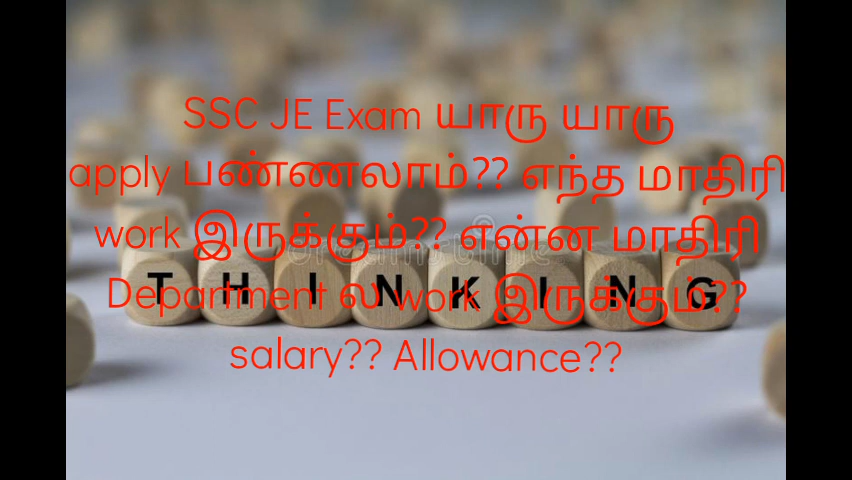 SSC JE Exam யாரு யாரு
apply பண்ணலாம்?? எந்த மாதிரி
work இருக்கும்?? என்ன மாதிரி
Department ல work இருக்கும்??
salary?? Allowance??
THINKING